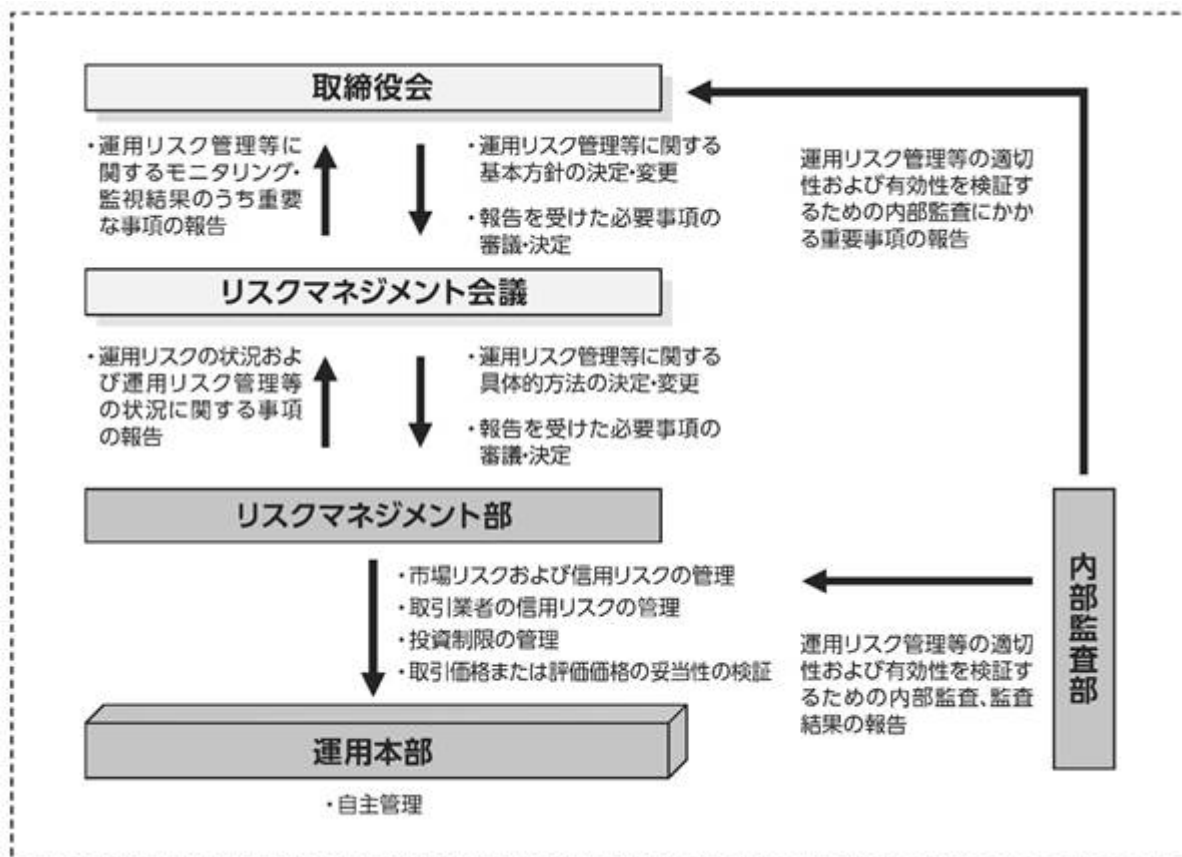 取締役会
・運用リスク管理等に
関するモニタリング・
監視結果のうち重要
な事項の報告
・運用リスク管理等に関する
基本方針の決定・変更
・報告を受けた必要事項の
審議・決定
運用リスク管理等の適切
性および有効性を検証す
るための内部監査にかか
る重要事項の報告
リスクマネジメント会議
・運用リスクの状況およ
び運用リスク管理等
の状況に関する事項
の報告
・運用リスク管理等に関する
具体的方法の決定・変更
・報告を受けた必要事項の
審議・決定
リスクマネジメント部
・市場リスクおよび信用リスクの管理
・取引業者の信用リスクの管理
・投資制限の管理
・取引価格または評価価格の妥当性の検証
運用リスク管理等の適切
性および有効性を検証す
るための内部監査、監査
結果の報告
内部監査部
運用本部
・自主管理